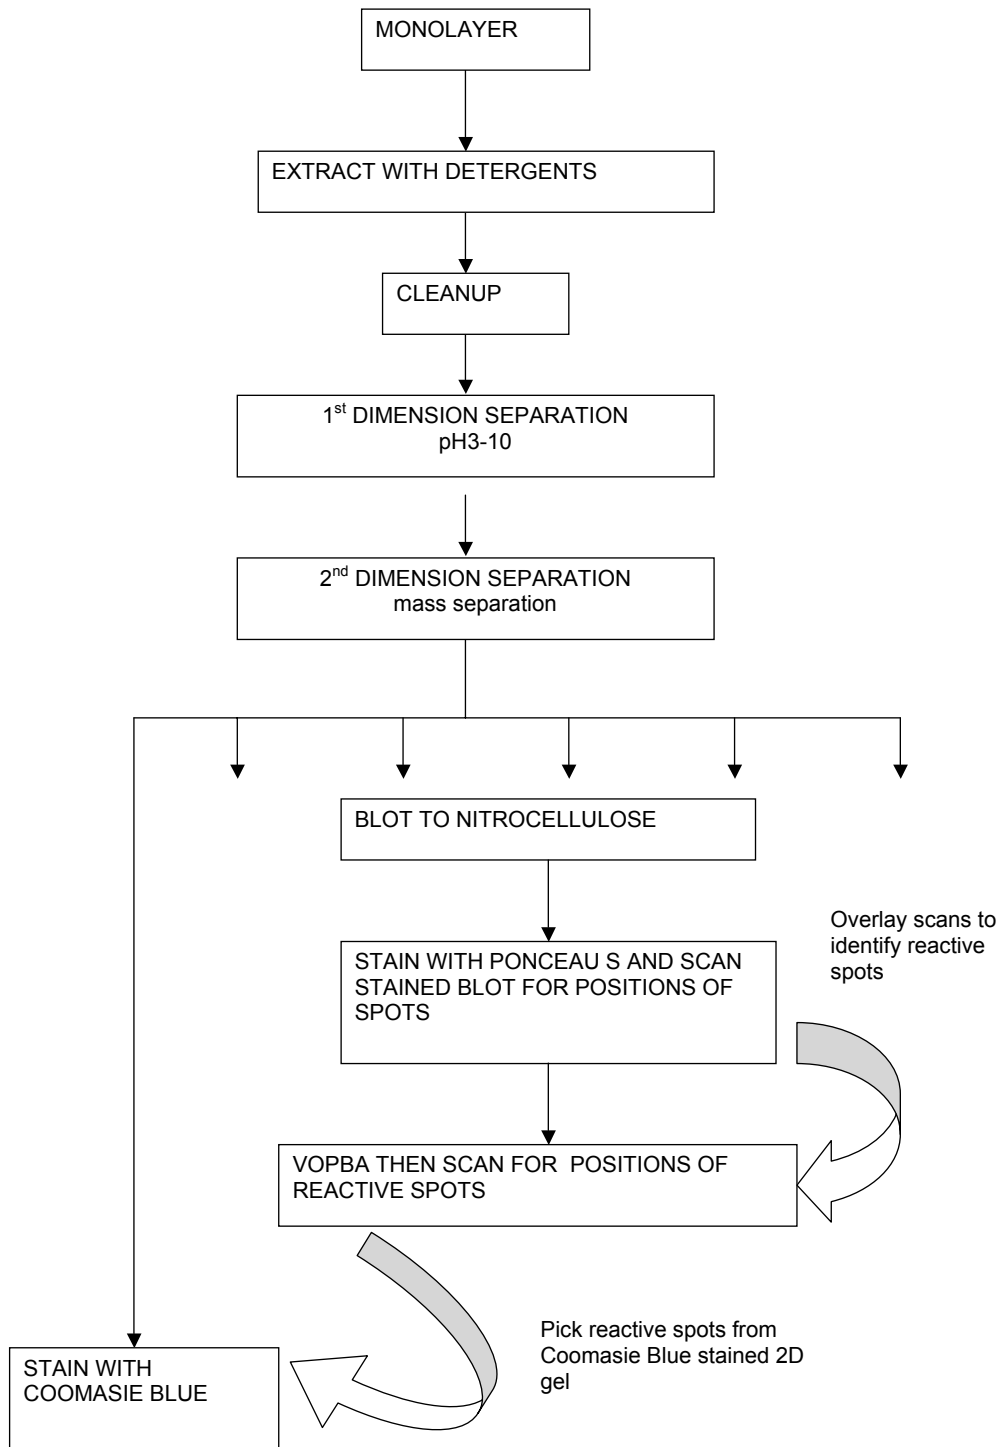 MONOLAYER
EXTRACT WITH DETERGENTS
CLEANUP
1st DIMENSION SEPARATION
pH3-10
2nd DIMENSION SEPARATION
mass separation
BLOT TO NITROCELLULOSE
Overlay scans to
identify reactive
spots
STAIN WITH PONCEAU S AND SCAN
STAINED BLOT FOR POSITIONS OF
SPOTS
VOPBA THEN SCAN FOR POSITIONS OF
REACTIVE SPOTS
Pick reactive spots from
Coomasie Blue stained 2D
gel
STAIN WITH
COOMASIE BLUE